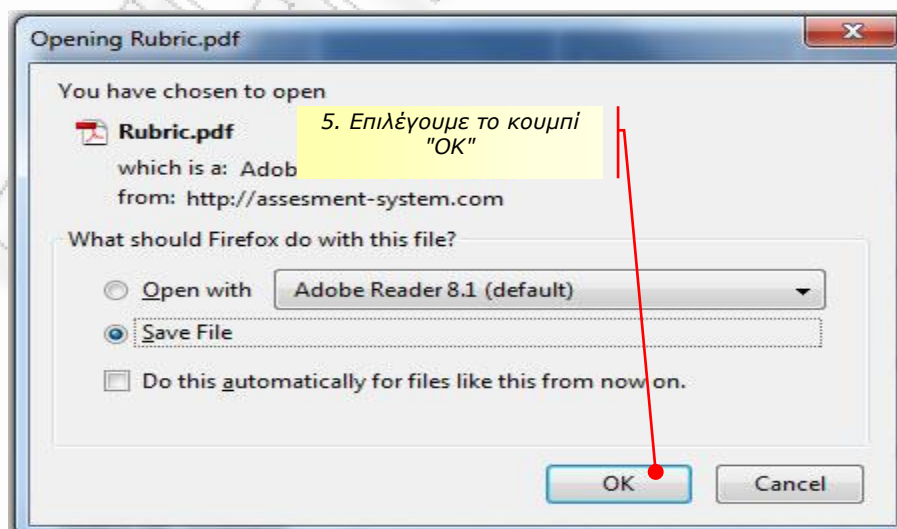 Opening Rubric.pdf
You have chosen to open
Rubric.pdf
5. Επιλέγουμε το κουμπί
"ΟΚ"
which is a: Adob
from: http://assesment-system.com
What should Firefox do with this file?
Open with Adobe Reader 8.1 (default)
Save File
Do this automatically for files like this from now on.
OK Cancel